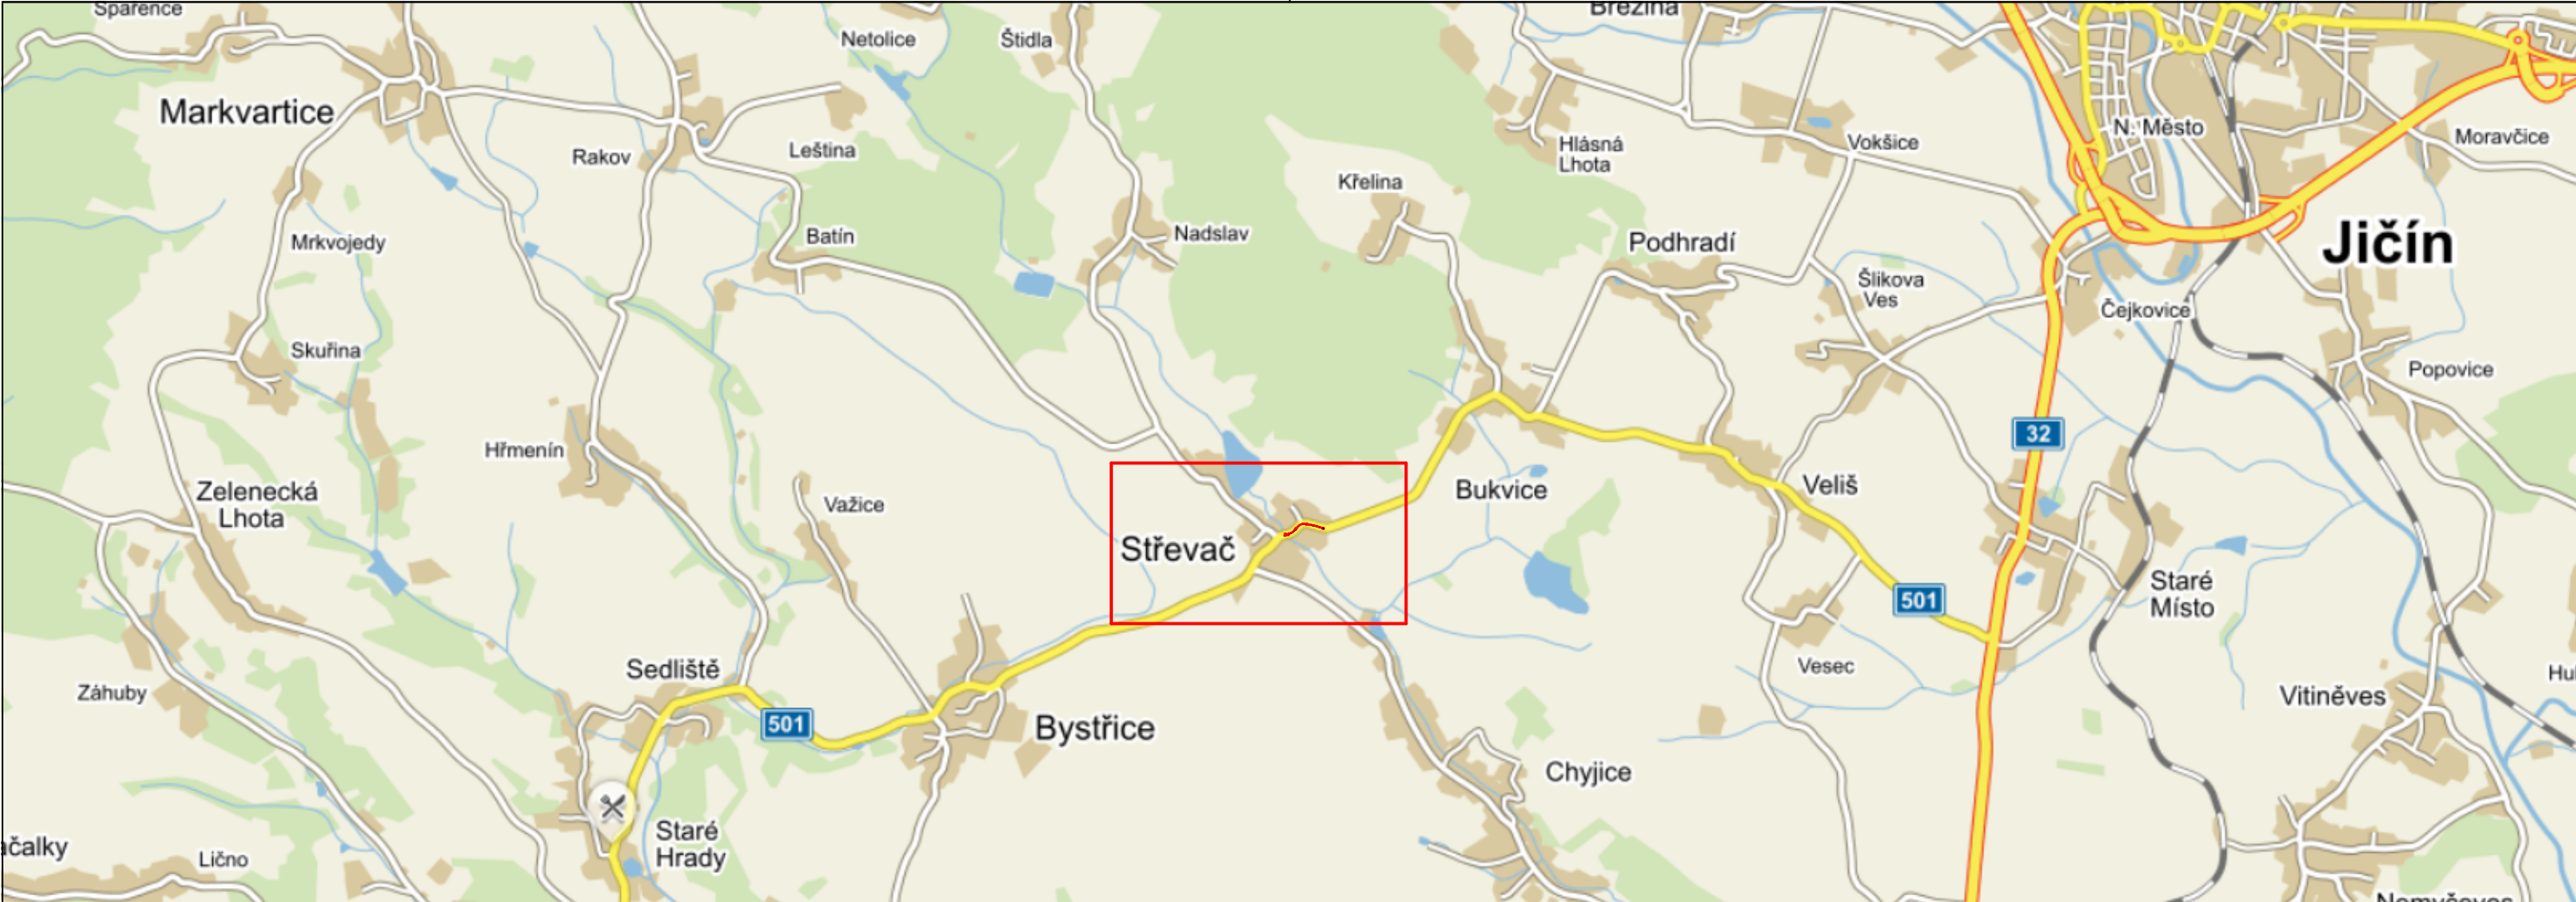 Spařence
Netolice
Štidla
Březina
Markvartice
Rakov
Leština
Hlásná
Lhota
Vokšice
N. Město
Moravčice
Křelina
Mrkvojedy
Batín
Nadslav
Podhradí
Jičín
Šlikova
Ves
Čejkovice
Skuřina
Popovice
Hřmenín
32
Zelenecká
Lhota
Važice
Bukvice
Veliš
Střevač
501
Staré
Místo
Sedliště
Vesec
Záhuby
Vitiněves
501
Bystřice
Chyjice
Staré
Hrady
Lično